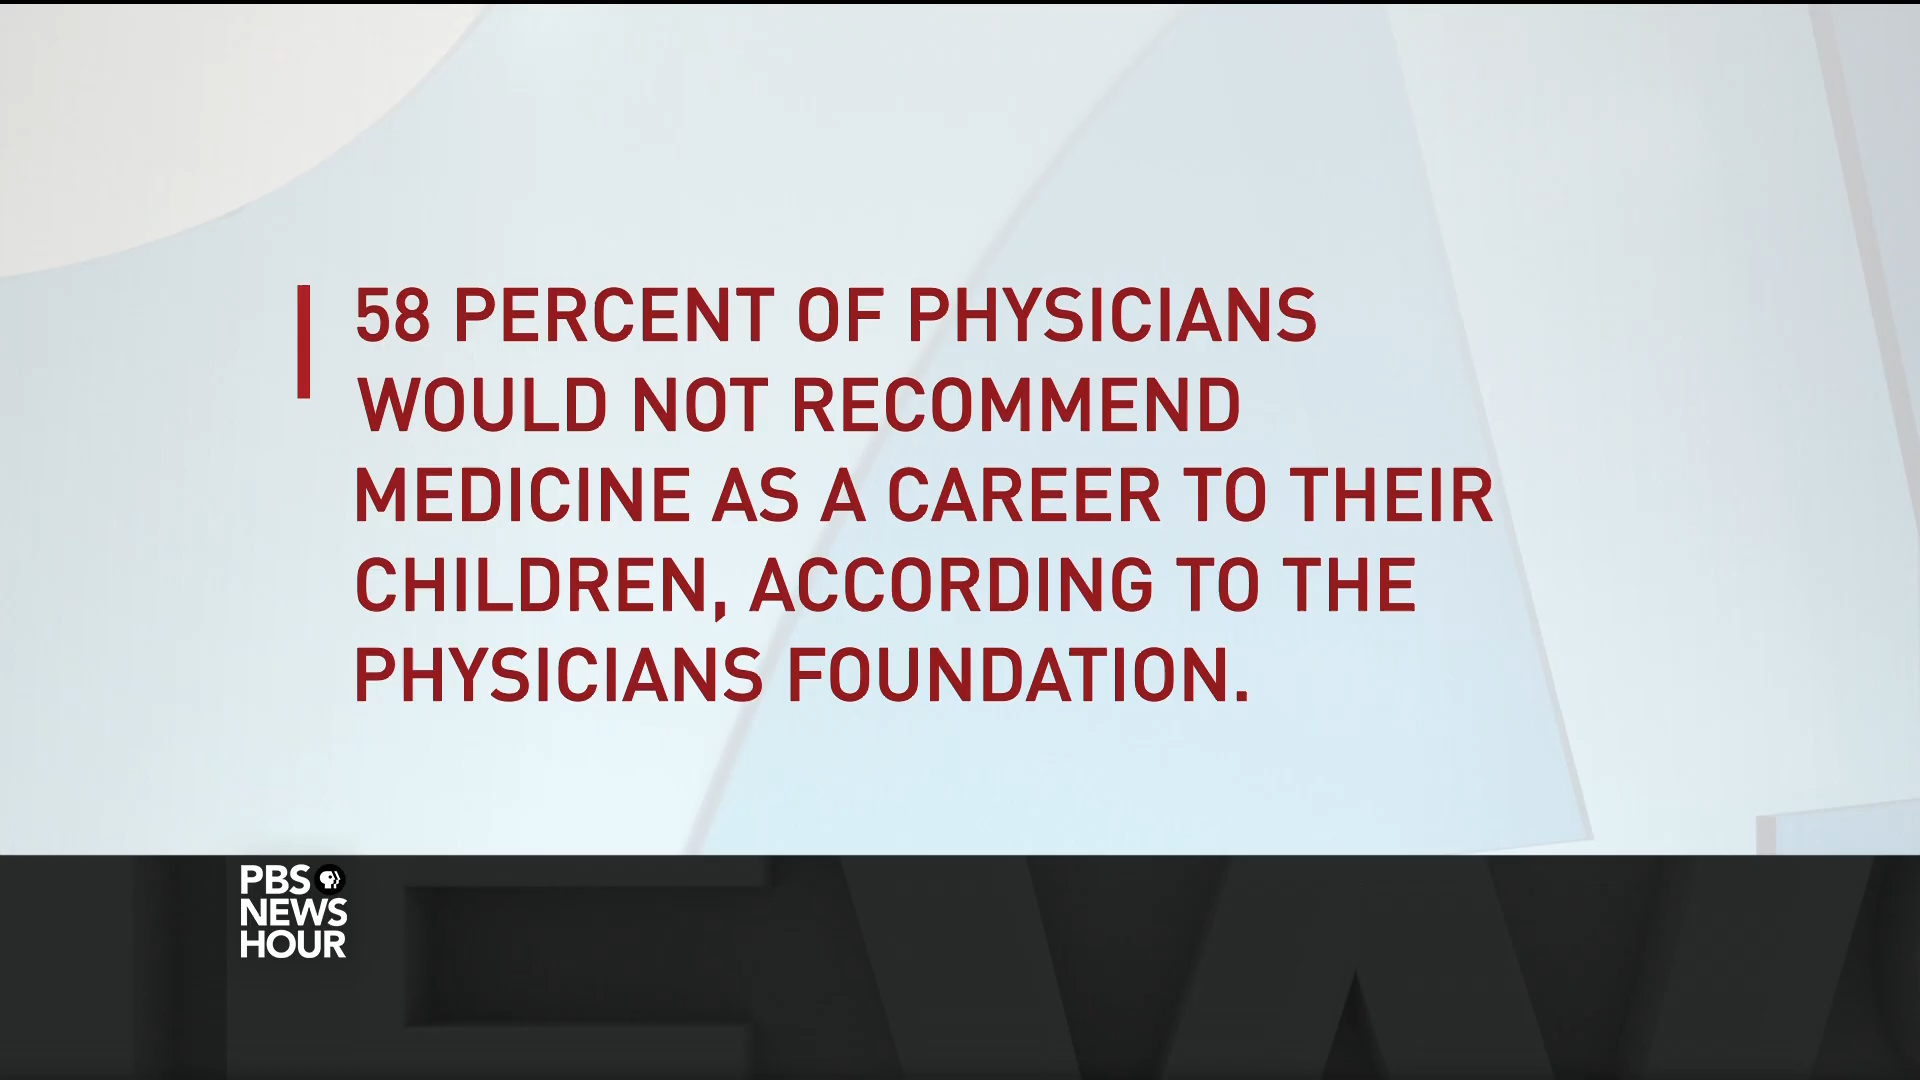 58 PERCENT OF PHYSICIANS
WOULD NOT RECOMMEND
MEDICINE AS A CAREER TO THEIR
CHILDREN, ACCORDING TO THE
PHYSICIANS FOUNDATION.
PBS
NEWS
HOUR